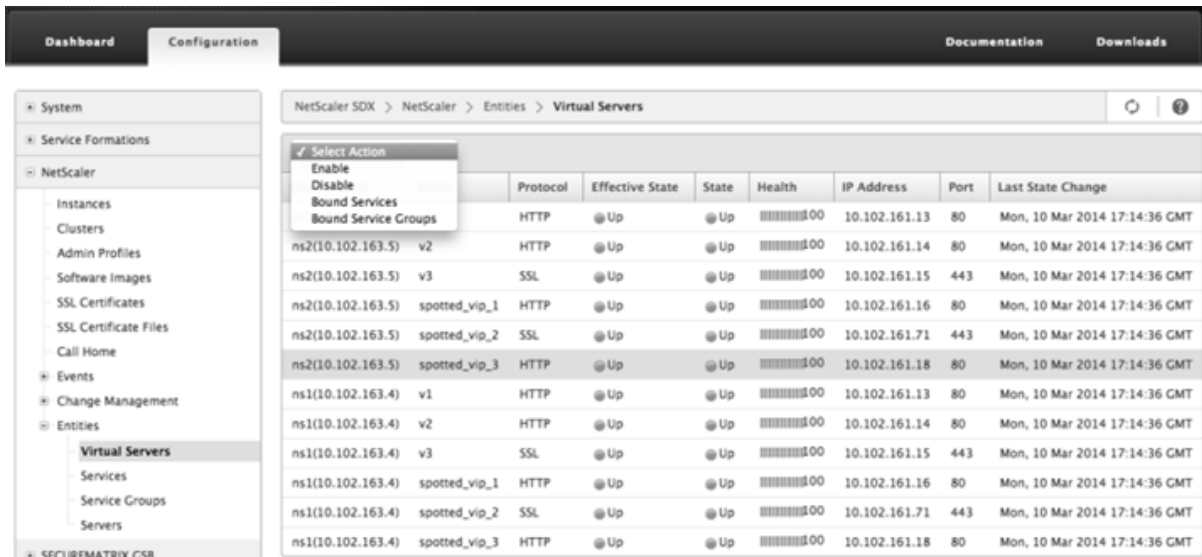 Dashboard Configuration Documentation Downloads
System
Service Formations
NetScaler
Instances
Clusters
Admin Profiles
Software Images
SSL Certificates
SSL Certificate Files
Call Home
Events
Change Management
Entities
Virtual Servers
Services
Service Groups
Servers
SECUREMATRIX GSB
NetScaler SDX > NetScaler > Entities > Virtual Servers
✓ Select Action
Enable
Disable
Bound Services
Bound Service Groups
Protocol Effective State State Health IP Address Port Last State Change
HTTP Up Up 100 10.102.161.13 80 Mon, 10 Mar 2014 17:14:36 GMT
ns2(10.102.163.5) v2 HTTP Up Up 100 10.102.161.14 80 Mon, 10 Mar 2014 17:14:36 GMT
ns2(10.102.163.5) v3 SSL Up Up 100 10.102.161.15 443 Mon, 10 Mar 2014 17:14:36 GMT
ns2(10.102.163.5) spotted_vip_1 HTTP Up Up 100 10.102.161.16 80 Mon, 10 Mar 2014 17:14:36 GMT
ns2(10.102.163.5) spotted_vip_2 SSL Up Up 100 10.102.161.71 443 Mon, 10 Mar 2014 17:14:36 GMT
ns2(10.102.163.5) spotted_vip_3 HTTP Up Up 100 10.102.161.18 80 Mon, 10 Mar 2014 17:14:36 GMT
ns1(10.102.163.4) v1 HTTP Up Up 100 10.102.161.13 80 Mon, 10 Mar 2014 17:14:36 GMT
ns1(10.102.163.4) v2 HTTP Up Up 100 10.102.161.14 80 Mon, 10 Mar 2014 17:14:36 GMT
ns1(10.102.163.4) v3 SSL Up Up 100 10.102.161.15 443 Mon, 10 Mar 2014 17:14:36 GMT
ns1(10.102.163.4) spotted_vip_1 HTTP Up Up 100 10.102.161.16 80 Mon, 10 Mar 2014 17:14:36 GMT
ns1(10.102.163.4) spotted_vip_2 SSL Up Up 100 10.102.161.71 443 Mon, 10 Mar 2014 17:14:36 GMT
ns1(10.102.163.4) spotted_vip_3 HTTP Up Up 100 10.102.161.18 80 Mon, 10 Mar 2014 17:14:36 GMT